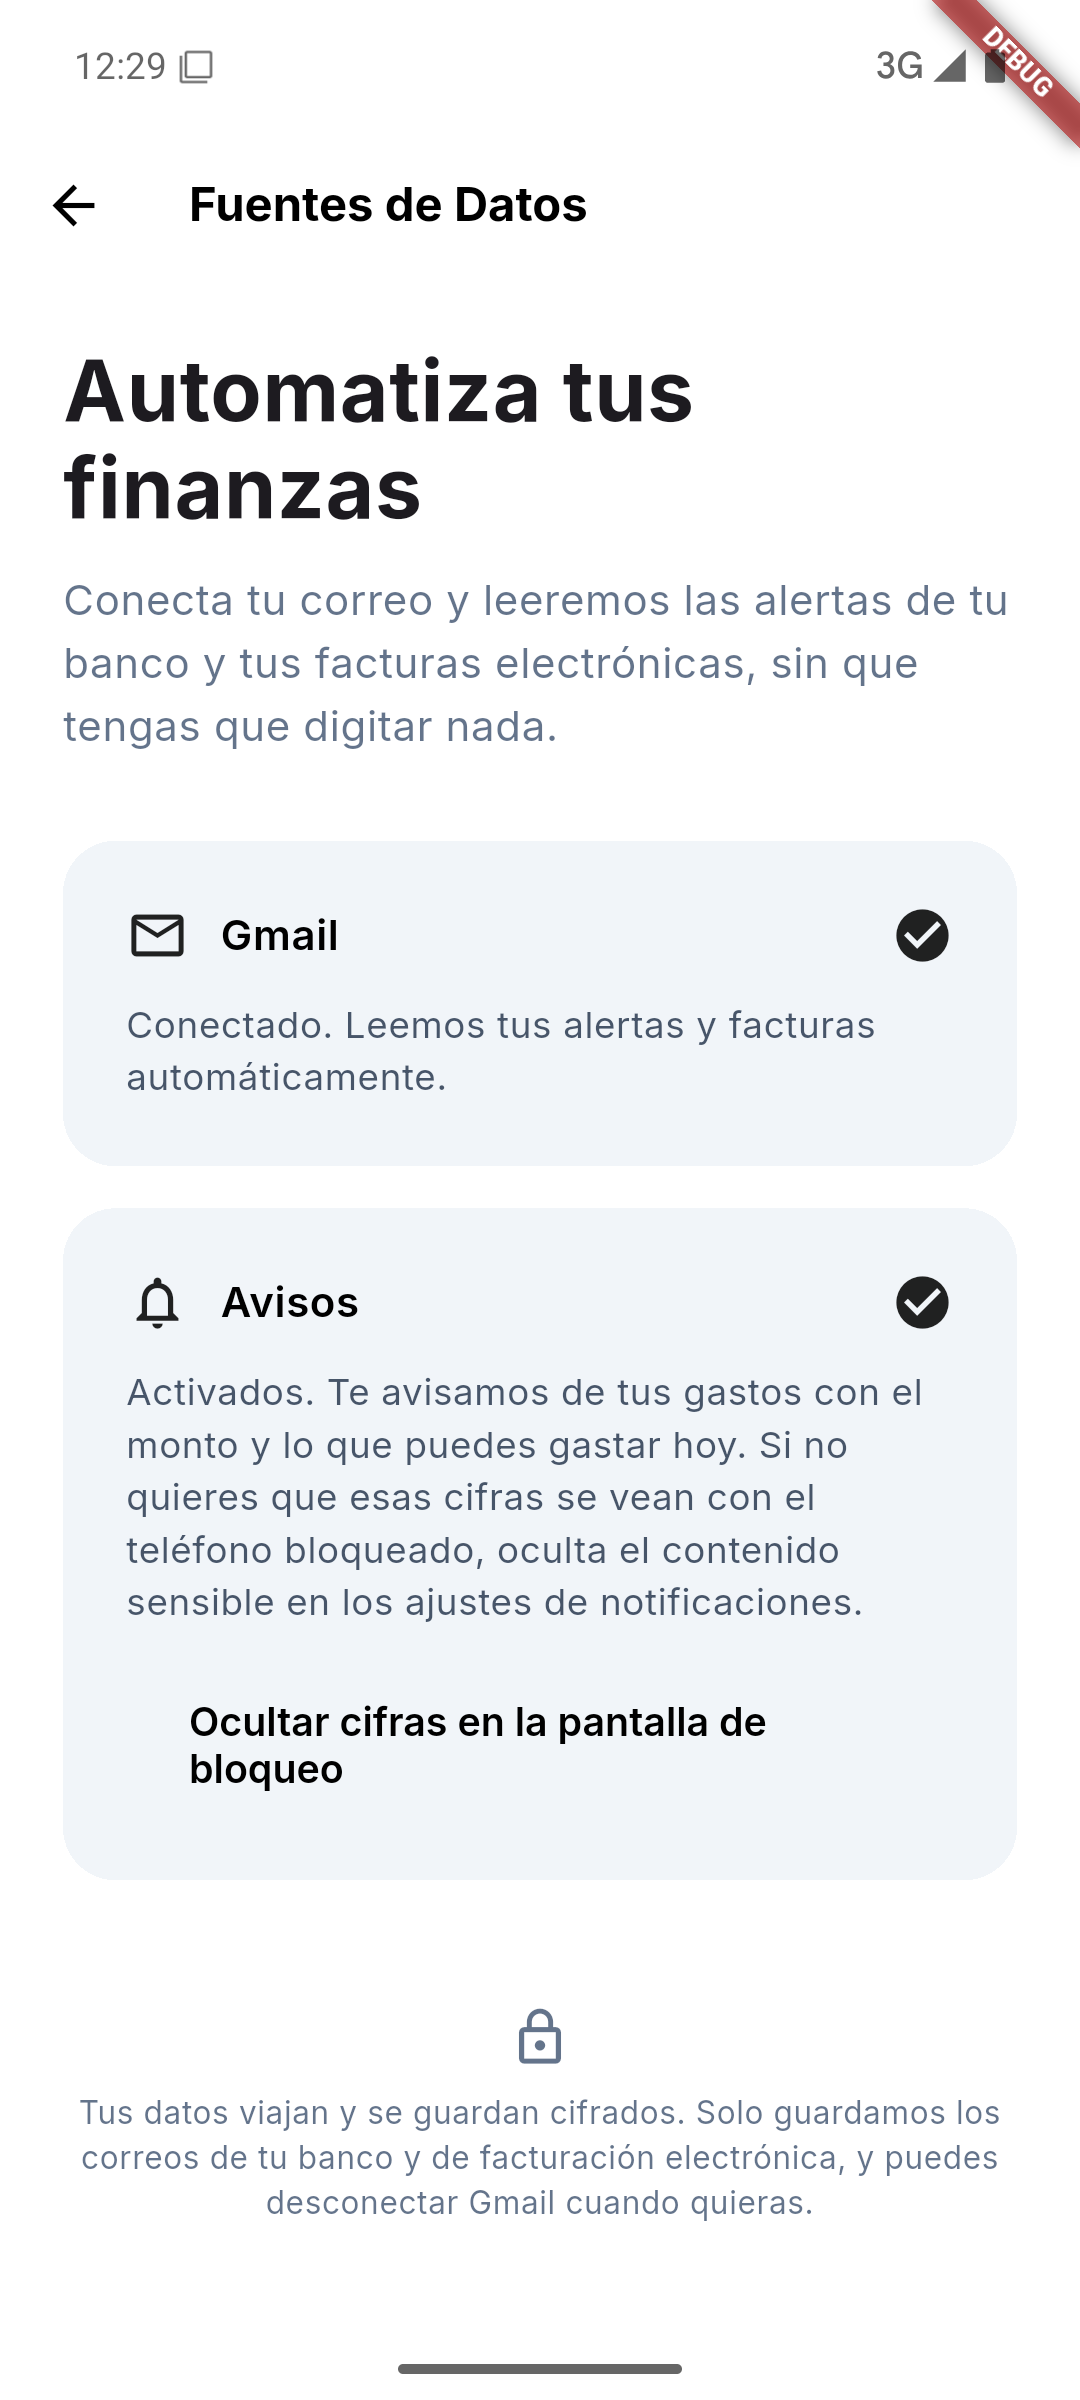 12:29
3G
DEBUG
Fuentes de Datos
Automatiza tus
finanzas
Conecta tu correo y leeremos las alertas de tu
banco y tus facturas electrónicas, sin que
tengas que digitar nada.
Gmail
Conectado. Leemos tus alertas y facturas
automáticamente.
Avisos
Activados. Te avisamos de tus gastos con el
monto y lo que puedes gastar hoy. Si no
quieres que esas cifras se vean con el
teléfono bloqueado, oculta el contenido
sensible en los ajustes de notificaciones.
Ocultar cifras en la pantalla de
bloqueo
Tus datos viajan y se guardan cifrados. Solo guardamos los
correos de tu banco y de facturación electrónica, y puedes
desconectar Gmail cuando quieras.